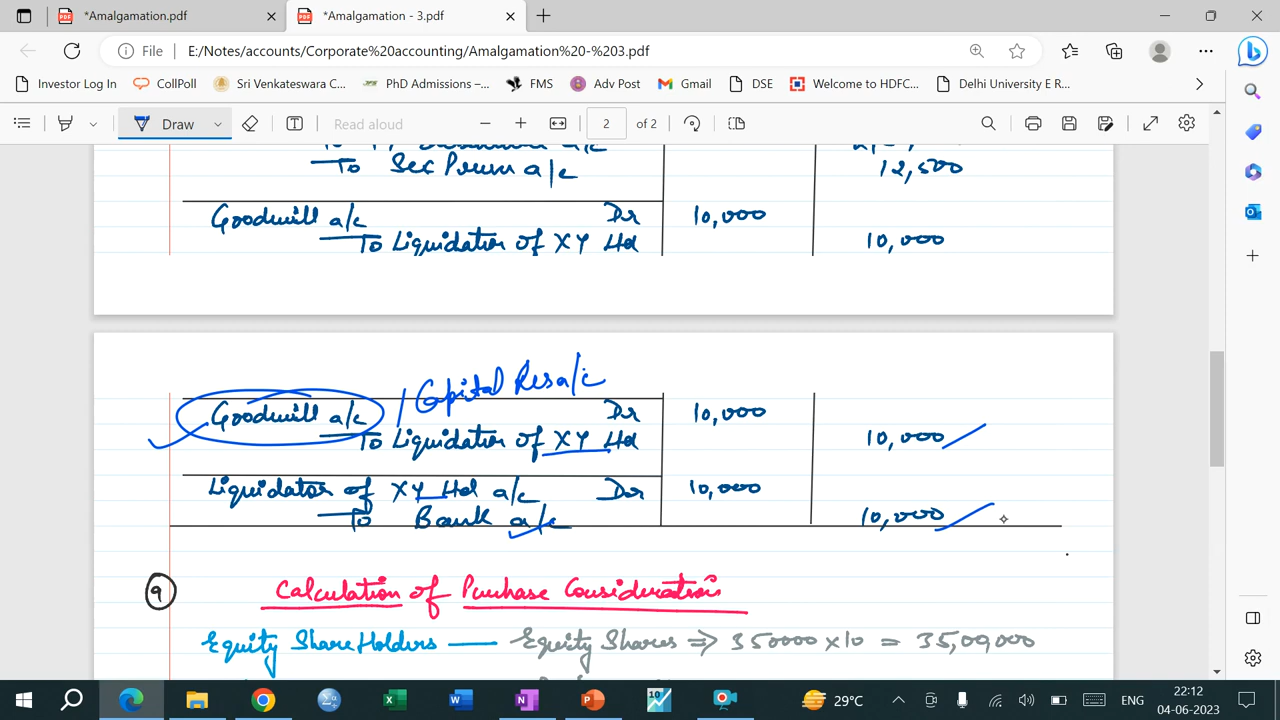 *Amalgamation.pdf
*Amalgamation - 3.pdf
File E:/Notes/accounts/Corporate%20accounting/Amalgamation%20-%203.pdf
Investor Log In CollPoll Sri Venkateswara C... PhD Admissions –... FMS Adv Post Gmail DSE Welcome to HDFC... Delhi University E R...
Draw Read aloud 2 of 2
To Sec Prem a/c 12,500
Goodwill a/c Dr 10,000
To Liquidation of XY Ltd 10,000
/ Capital Res a/c
Goodwill a/c Dr 10,000
To Liquidation of XY Ltd 10,000
Liquidator of XY Ltd a/c Dr 10,000
To Bank a/c 10,000
9 Calculation of Purchase Consideration
Equity ShareHolders — Equity Shares ⇒ 350000 × 10 = 35,00,000
29°C ENG 22:12
04-06-2023